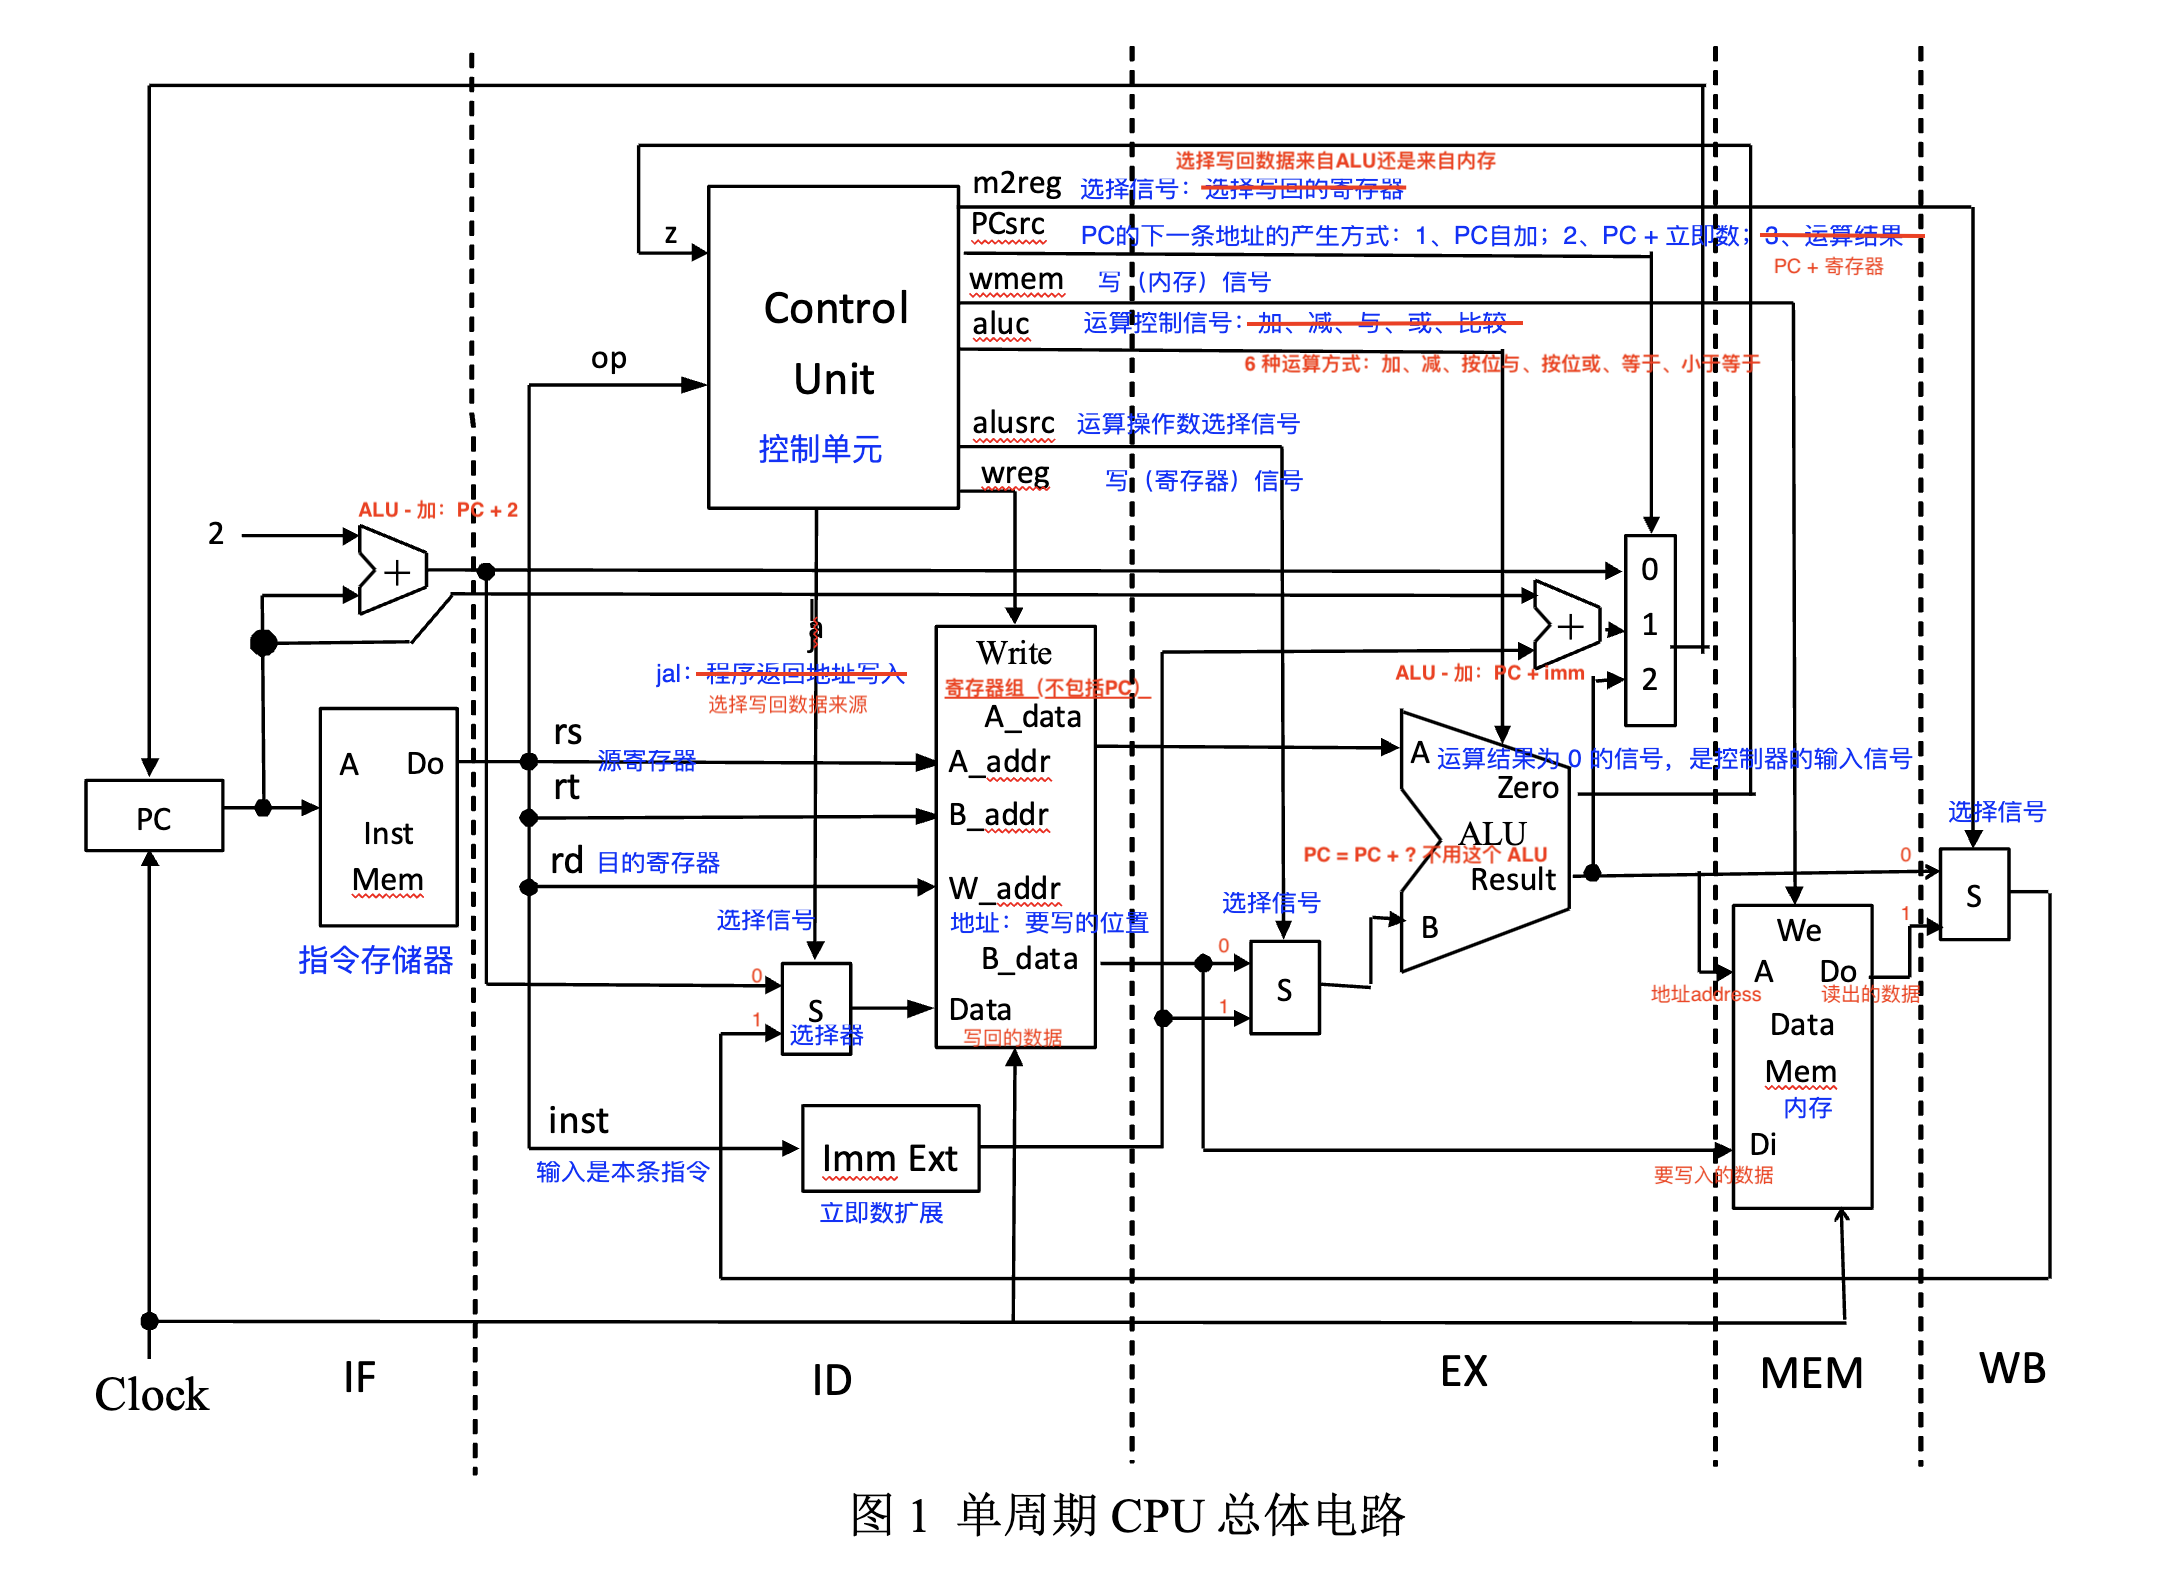 选择写回数据来自ALU还是来自内存
m2reg 选择信号：选择写回的寄存器
z
PCsrc PC的下一条地址的产生方式：1、PC自加；2、PC + 立即数；3、运算结果
PC + 寄存器
wmem 写（内存）信号
Control
Unit
控制单元
aluc 运算控制信号：加、减、与、或、比较
6 种运算方式：加、减、按位与、按位或、等于、小于等于
op
alusrc 运算操作数选择信号
wreg 写（寄存器）信号
ALU - 加：PC + 2
2
+
0
1
2
+
ALU - 加：PC + imm
jal：程序返回地址写入
选择写回数据来源
Write
寄存器组（不包括PC）
A_data
A_addr
B_addr
W_addr
地址：要写的位置
B_data
Data
写回的数据
rs
源寄存器
rt
rd 目的寄存器
PC
A Do
Inst
Mem
指令存储器
选择信号
0
1
S
选择器
inst
输入是本条指令
Imm Ext
立即数扩展
选择信号
0
1
S
A 运算结果为 0 的信号，是控制器的输入信号
Zero
ALU
PC = PC + ? 不用这个 ALU
Result
B
We
A Do
地址address 读出的数据
Data
Mem
内存
Di
要写入的数据
选择信号
0
1
S
Clock
IF
ID
EX
MEM
WB
图 1 单周期 CPU 总体电路